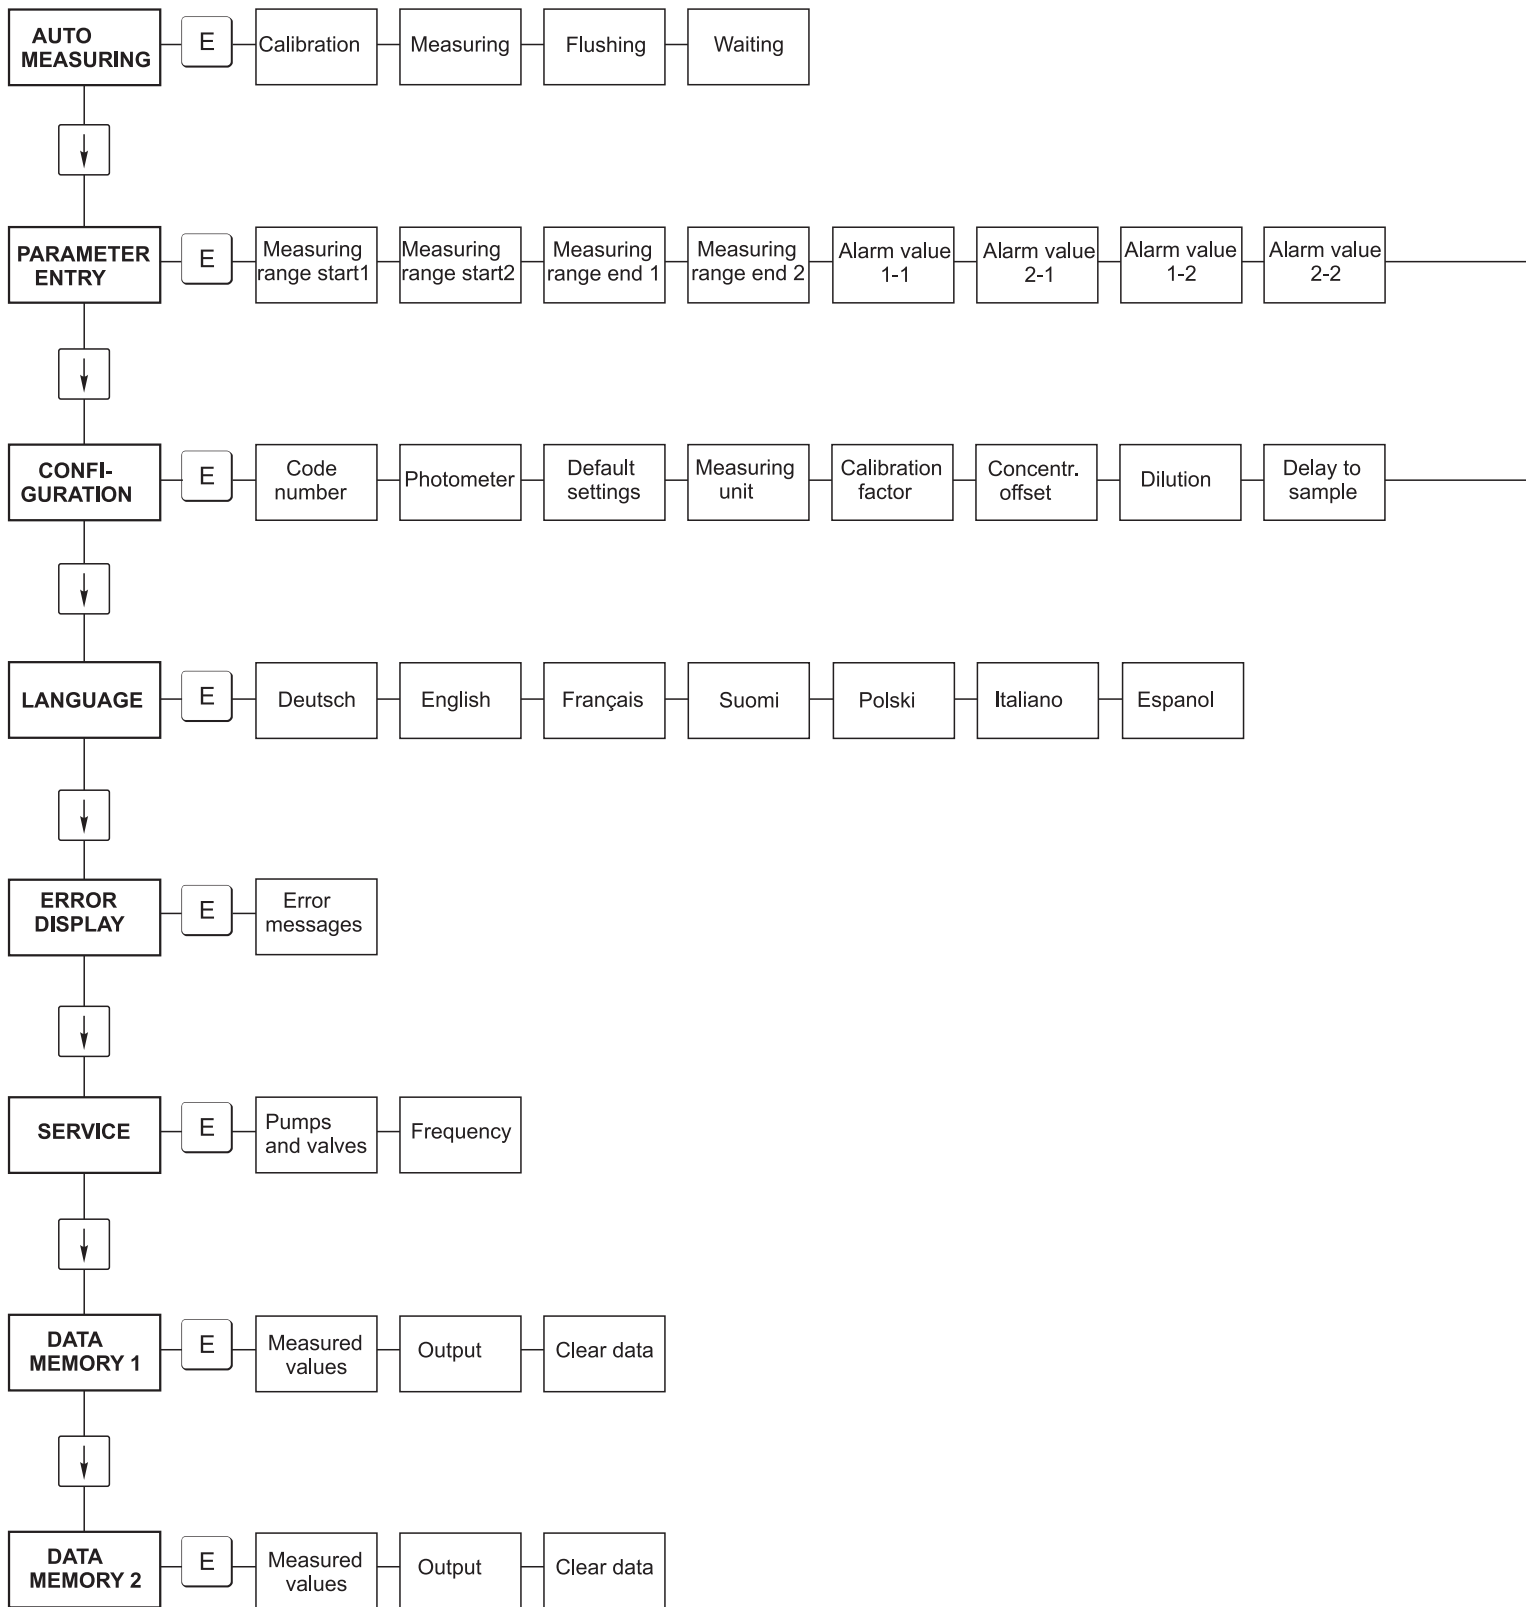 AUTO
MEASURING
E
Calibration
Measuring
Flushing
Waiting
PARAMETER
ENTRY
E
Measuring
range start1
Measuring
range start2
Measuring
range end 1
Measuring
range end 2
Alarm value
1-1
Alarm value
2-1
Alarm value
1-2
Alarm value
2-2
CONFI-
GURATION
E
Code
number
Photometer
Default
settings
Measuring
unit
Calibration
factor
Concentr.
offset
Dilution
Delay to
sample
LANGUAGE
E
Deutsch
English
Français
Suomi
Polski
Italiano
Espanol
ERROR
DISPLAY
E
Error
messages
SERVICE
E
Pumps
and valves
Frequency
DATA
MEMORY 1
E
Measured
values
Output
Clear data
DATA
MEMORY 2
E
Measured
values
Output
Clear data